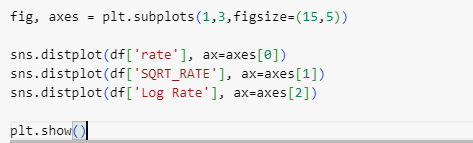 fig, axes = plt.subplots(1,3,figsize=(15,5))
sns.distplot(df['rate'], ax=axes[0])
sns.distplot(df['SQRT_RATE'], ax=axes[1])
sns.distplot(df['Log Rate'], ax=axes[2])
plt.show()